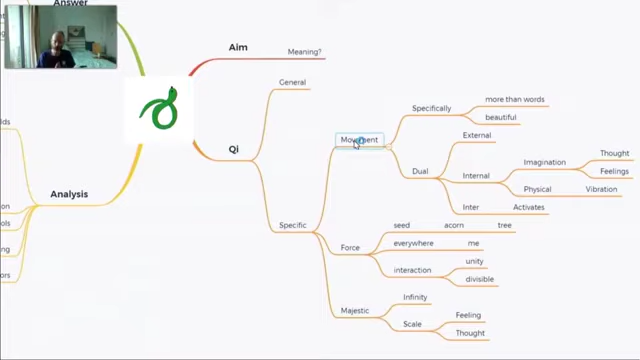 Answer
Aim
Meaning?
General
Qi
Specific
Movement
Specifically
more than words
beautiful
Dual
External
Internal
Imagination
Thought
Feelings
Physical
Vibration
Inter
Activates
Force
seed
acorn
tree
everywhere
me
interaction
unity
divisible
Majestic
Infinity
Scale
Feeling
Thought
Analysis